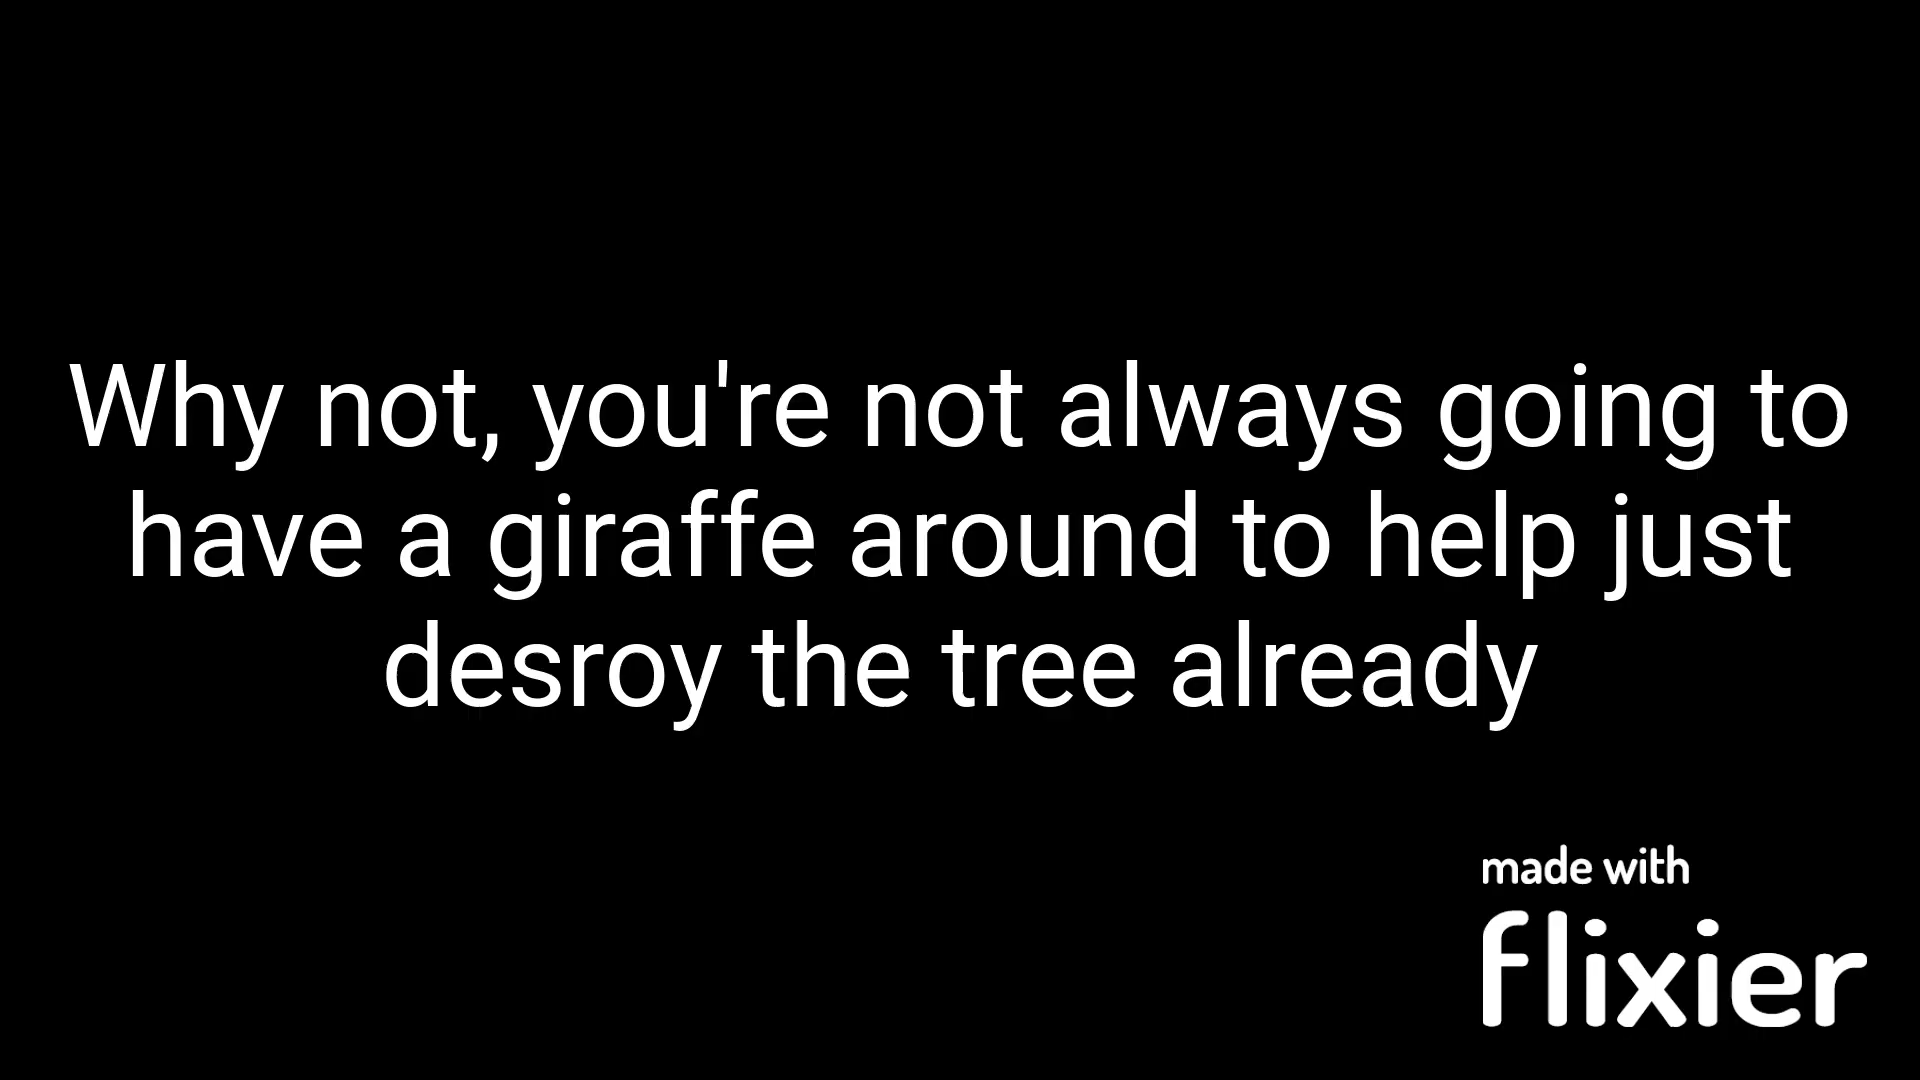 Why not, you're not always going to
have a giraffe around to help just
desroy the tree already
made with
flixier